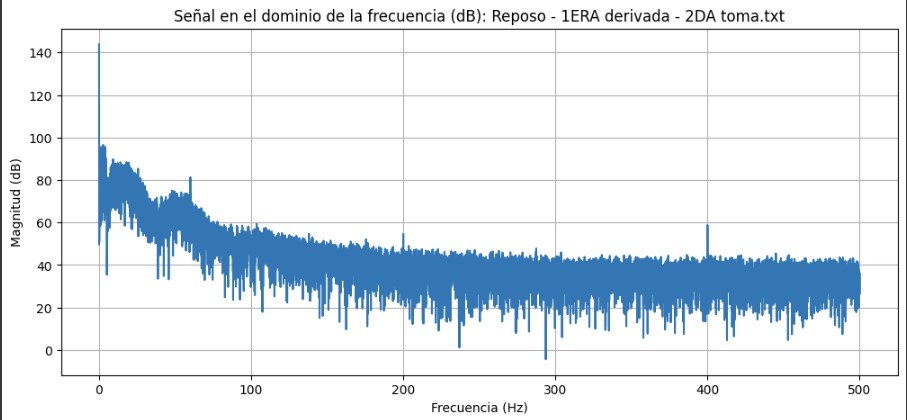 Señal en el dominio de la frecuencia (dB): Reposo - 1ERA derivada - 2DA toma.txt
Magnitud (dB)
140
120
100
80
60
40
20
0
0 100 200 300 400 500
Frecuencia (Hz)